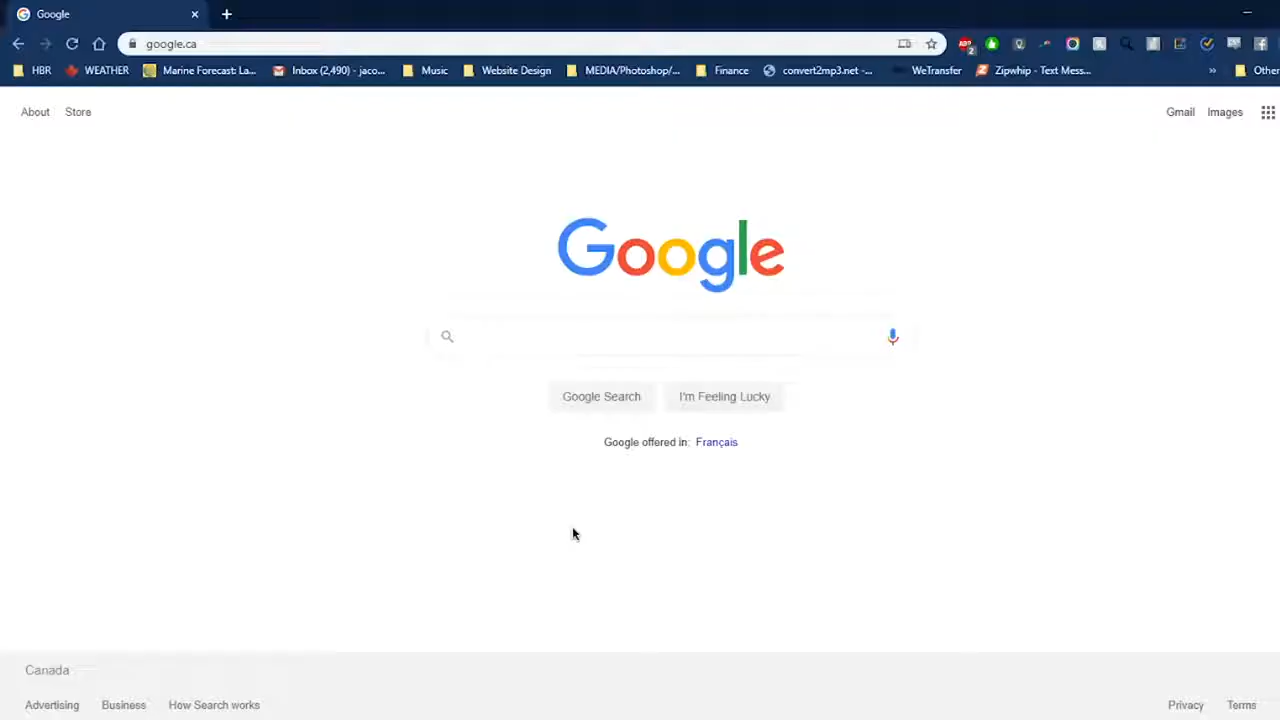 Google
google.ca
HBR WEATHER Marine Forecast: La... Inbox (2,490) - jaco... Music Website Design MEDIA/Photoshop/... Finance convert2mp3.net -... WeTransfer Zipwhip - Text Mess... » Other
About Store Gmail Images
Google
Google Search I'm Feeling Lucky
Google offered in: Français
Canada
Advertising Business How Search works Privacy Terms